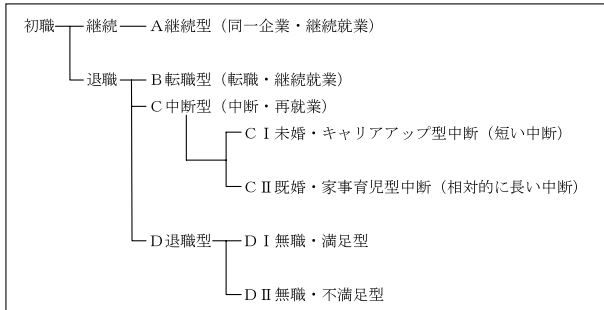 初職 継続 A継続型（同一企業・継続就業）
退職 B転職型（転職・継続就業）
C中断型（中断・再就業）
CⅠ未婚・キャリアアップ型中断（短い中断）
CⅡ既婚・家事育児型中断（相対的に長い中断）
D退職型 DⅠ無職・満足型
DⅡ無職・不満足型